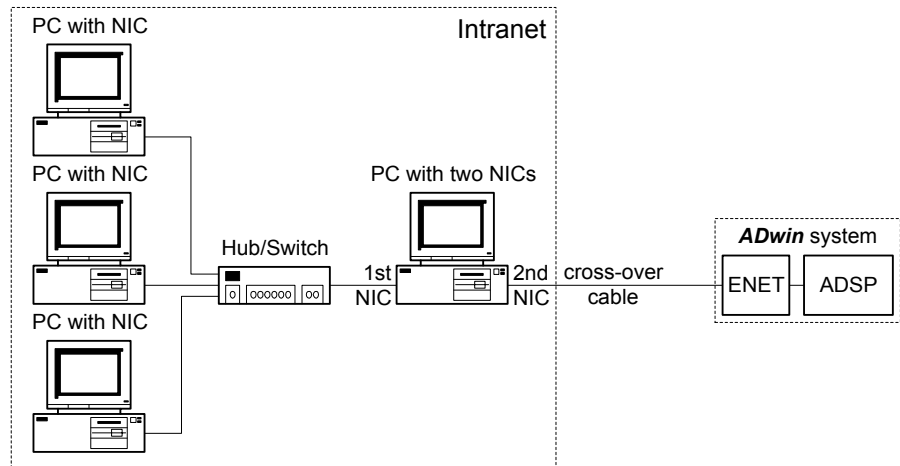 PC with NIC
Intranet
PC with NIC
PC with two NICs
Hub/Switch
1st
NIC
2nd
NIC
cross-over
cable
ADwin system
ENET
ADSP
PC with NIC